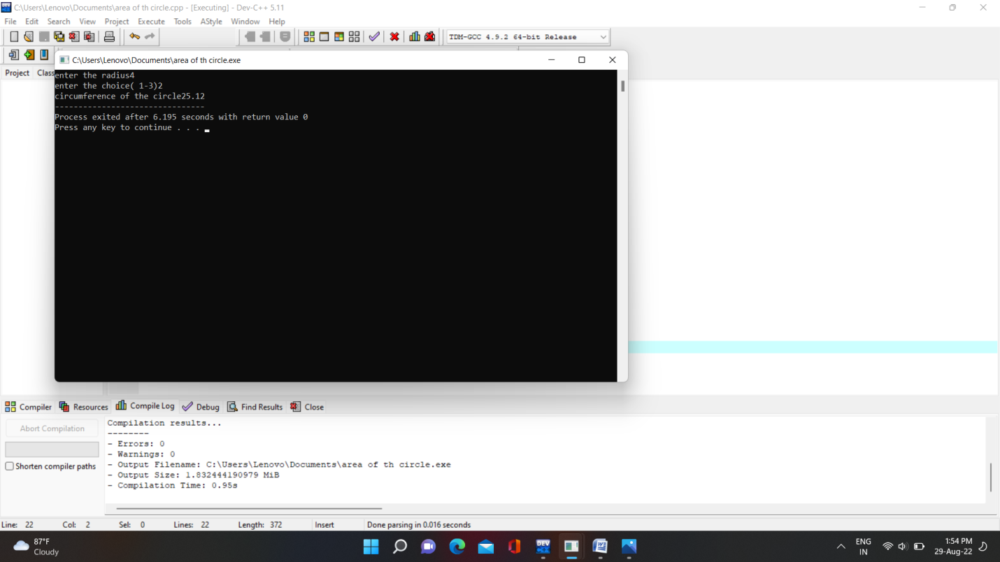 C:\Users\Lenovo\Documents\area of th circle.cpp - [Executing] - Dev-C++ 5.11
File Edit Search View Project Execute Tools AStyle Window Help
TDM-GCC 4.9.2 64-bit Release
C:\Users\Lenovo\Documents\area of th circle.exe
Project Class
enter the radius4
enter the choice( 1-3)2
circumference of the circle25.12
--------------------------------
Process exited after 6.195 seconds with return value 0
Press any key to continue . . .
Compiler Resources Compile Log Debug Find Results Close
Abort Compilation
Shorten compiler paths
Compilation results...
--------
- Errors: 0
- Warnings: 0
- Output Filename: C:\Users\Lenovo\Documents\area of th circle.exe
- Output Size: 1.832444190979 MiB
- Compilation Time: 0.95s
Line: 22 Col: 2 Sel: 0 Lines: 22 Length: 372 Insert Done parsing in 0.016 seconds
87°F
Cloudy
DEV
C++
ENG
IN
1:54 PM
29-Aug-22